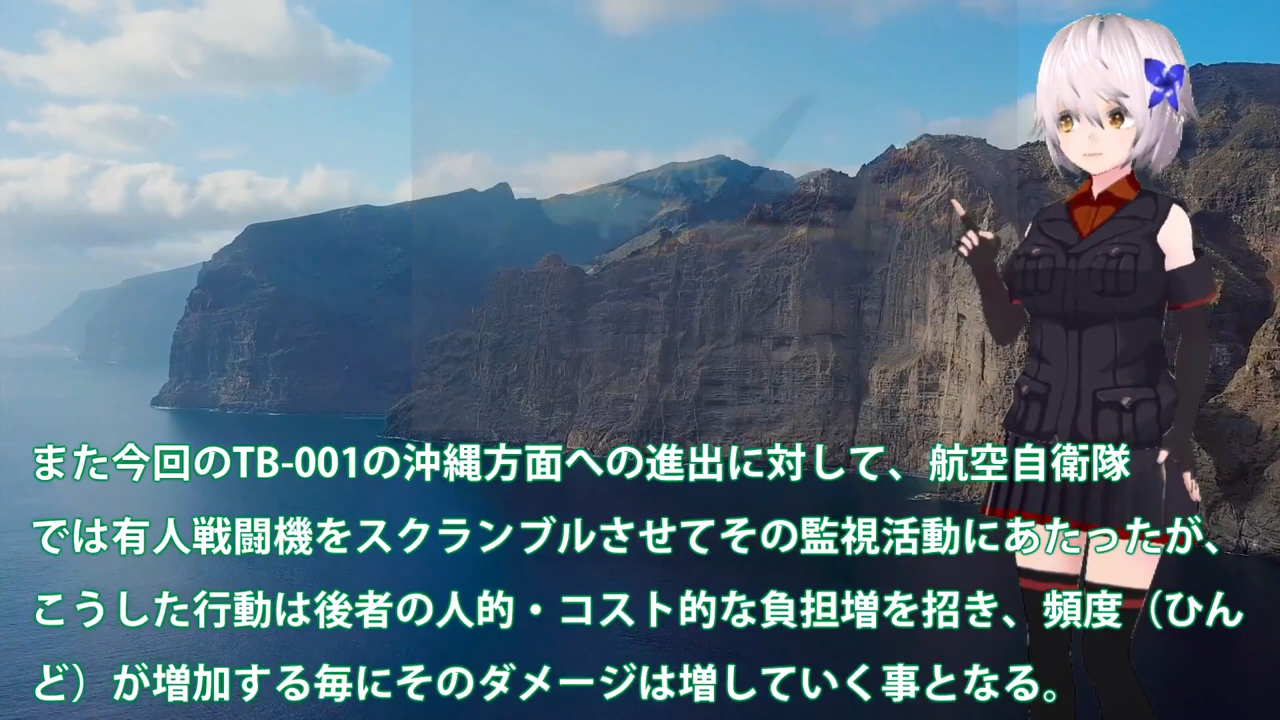 また今回のTB-001の沖縄方面への進出に対して、航空自衛隊
では有人戦闘機をスクランブルさせてその監視活動にあたったが、
こうした行動は後者の人的・コスト的な負担増を招き、頻度（ひん
ど）が増加する毎にそのダメージは増していく事となる。